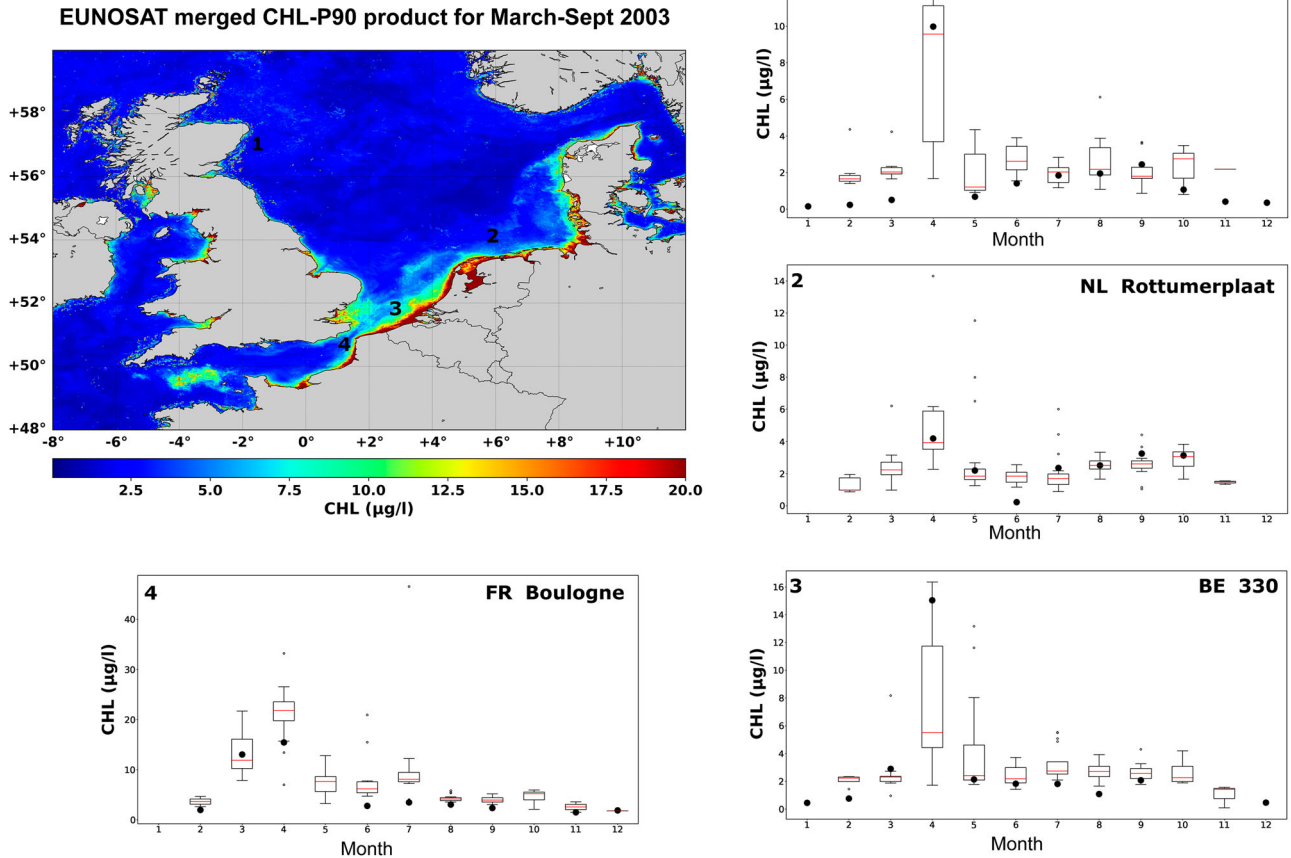 EUNOSAT merged CHL-P90 product for March-Sept 2003
+58°
+56°
+54°
+52°
+50°
+48°
-8° -6° -4° -2° 0° +2° +4° +6° +8° +10°
1
2
3
4
2.5 5.0 7.5 10.0 12.5 15.0 17.5 20.0
CHL (µg/l)
CHL (µg/l)
10
8
6
4
2
0
1 2 3 4 5 6 7 8 9 10 11 12
Month
2 NL Rottumerplaat
CHL (µg/l)
14
12
10
8
6
4
2
0
1 2 3 4 5 6 7 8 9 10 11 12
Month
4 FR Boulogne
CHL (µg/l)
40
30
20
10
0
1 2 3 4 5 6 7 8 9 10 11 12
Month
3 BE 330
CHL (µg/l)
16
14
12
10
8
6
4
2
0
1 2 3 4 5 6 7 8 9 10 11 12
Month